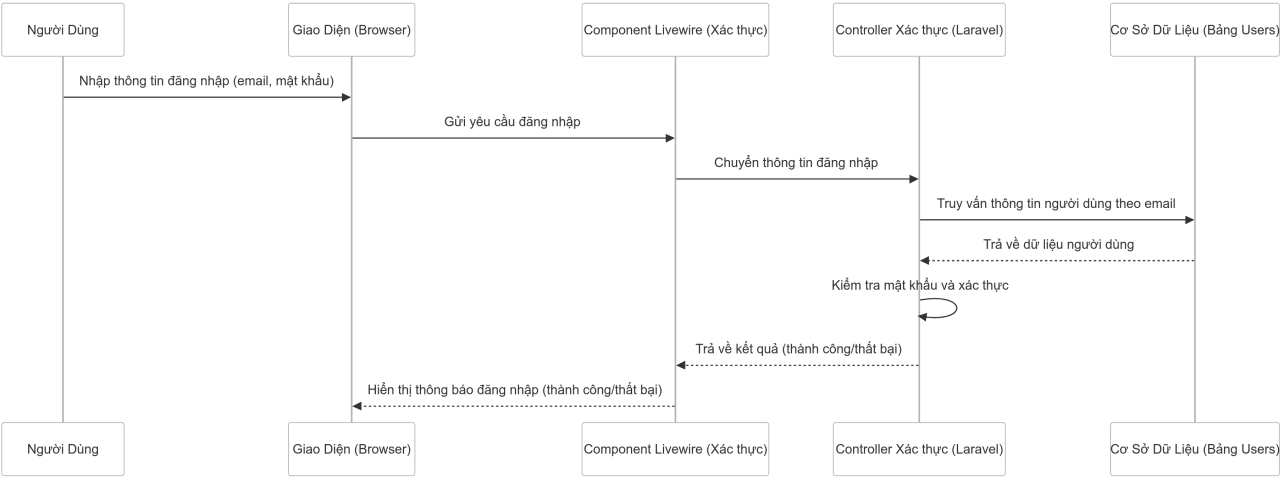 Người Dùng
Giao Diện (Browser)
Component Livewire (Xác thực)
Controller Xác thực (Laravel)
Cơ Sở Dữ Liệu (Bảng Users)
Nhập thông tin đăng nhập (email, mật khẩu)
Gửi yêu cầu đăng nhập
Chuyển thông tin đăng nhập
Truy vấn thông tin người dùng theo email
Trả về dữ liệu người dùng
Kiểm tra mật khẩu và xác thực
Trả về kết quả (thành công/thất bại)
Hiển thị thông báo đăng nhập (thành công/thất bại)
Người Dùng
Giao Diện (Browser)
Component Livewire (Xác thực)
Controller Xác thực (Laravel)
Cơ Sở Dữ Liệu (Bảng Users)